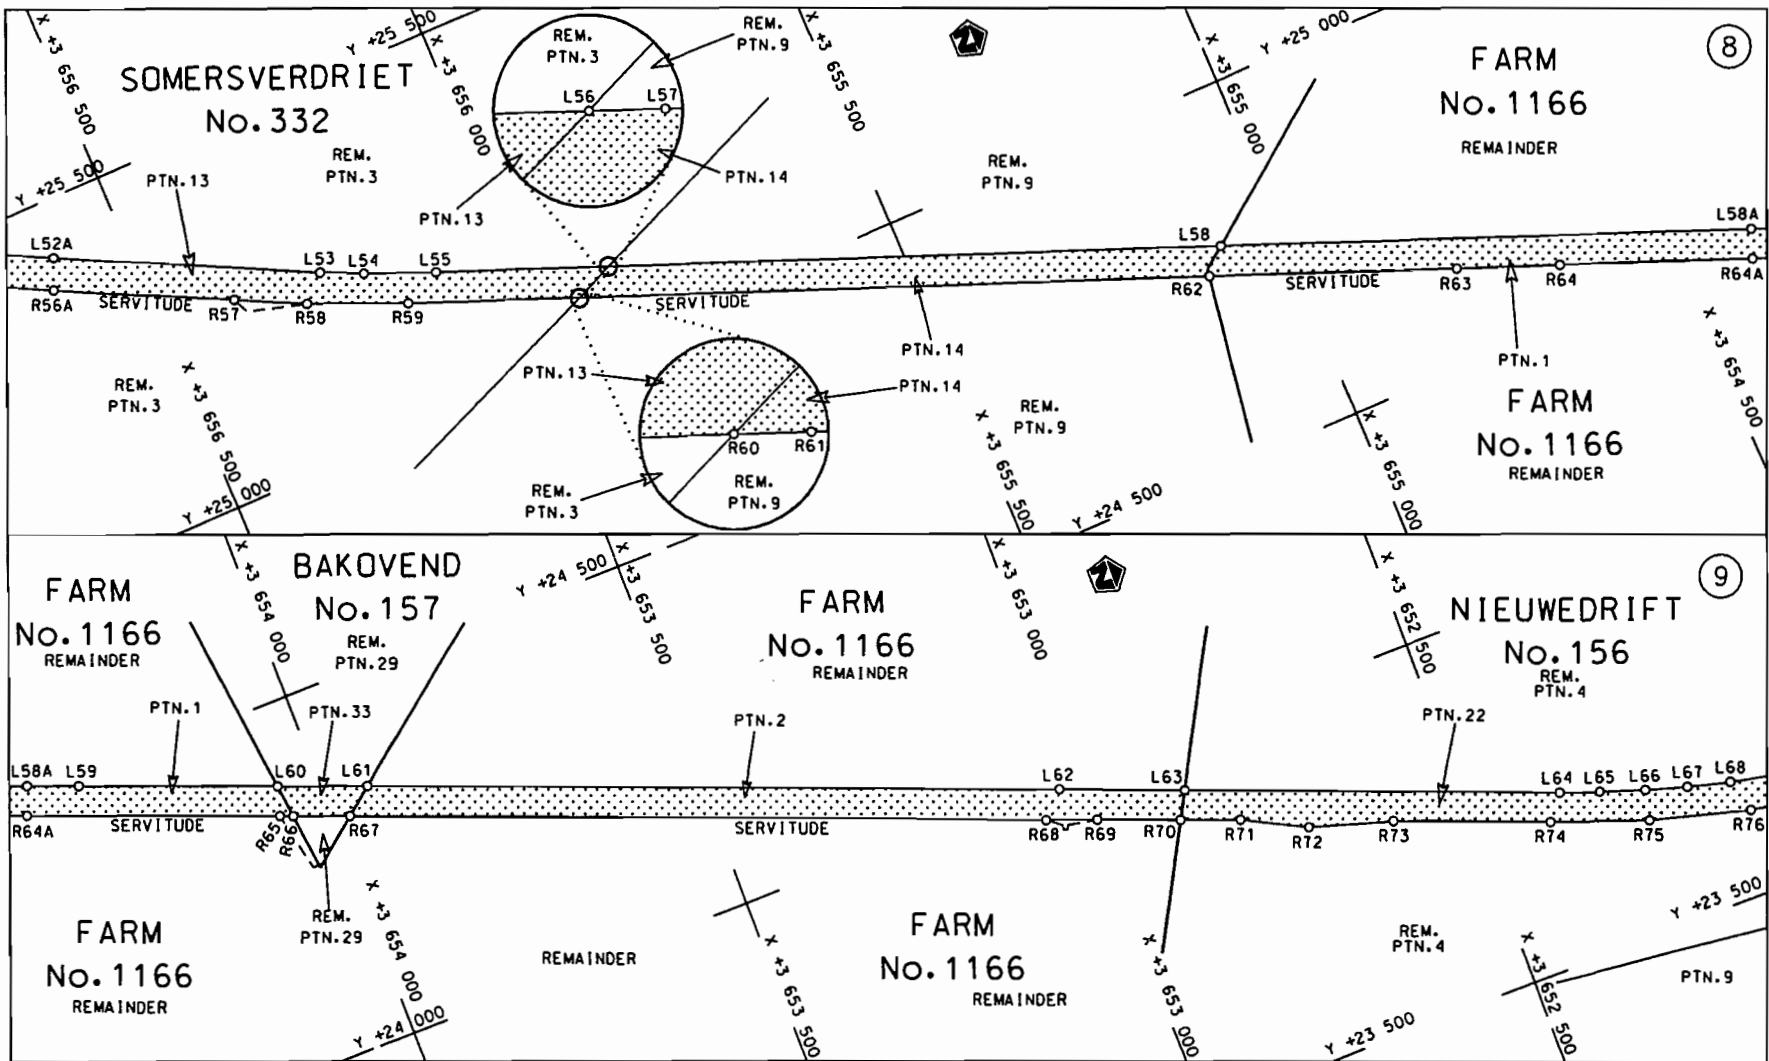 X +3 656 500
Y +25 500
X +3 656 000
REM.
PTN.3
REM.
PTN.9
X +3 655 500
X +3 655 000
Y +25 000
FARM
No.1166
REMAINDER
8
SOMERSVERDRIET
No.332
L56
L57
REM.
PTN.3
REM.
PTN.9
Y +25 500
PTN.13
PTN.13
PTN.14
L52A
L53
L54
L55
L58
L58A
R56A
SERVITUDE
R57
R58
R59
SERVITUDE
R62
SERVITUDE
R63
R64
R64A
PTN.14
PTN.1
X +3 654 500
PTN.13
PTN.14
REM.
PTN.3
X +3 656 500
REM.
PTN.9
X +3 655 500
X +3 655 000
FARM
No.1166
REMAINDER
R60
R61
REM.
PTN.3
REM.
PTN.9
Y +25 000
Y +24 500
FARM
No.1166
REMAINDER
X +3 654 000
BAKOVEND
No.157
REM.
PTN.29
Y +24 500
X +3 653 500
FARM
No.1166
REMAINDER
X +3 653 000
X +3 652 500
NIEUWEDRIFT
No.156
REM.
PTN.4
9
PTN.1
PTN.33
PTN.2
PTN.22
L58A
L59
L60
L61
L62
L63
L64
L65
L66
L67
L68
R64A
SERVITUDE
R65
R66
R67
SERVITUDE
R68
R69
R70
R71
R72
R73
R74
R75
R76
FARM
No.1166
REMAINDER
REM.
PTN.29
X +3 654 000
Y +24 000
REMAINDER
X +3 653 500
FARM
No.1166
REMAINDER
X +3 653 000
Y +23 500
REM.
PTN.4
X +3 652 500
Y +23 500
PTN.9